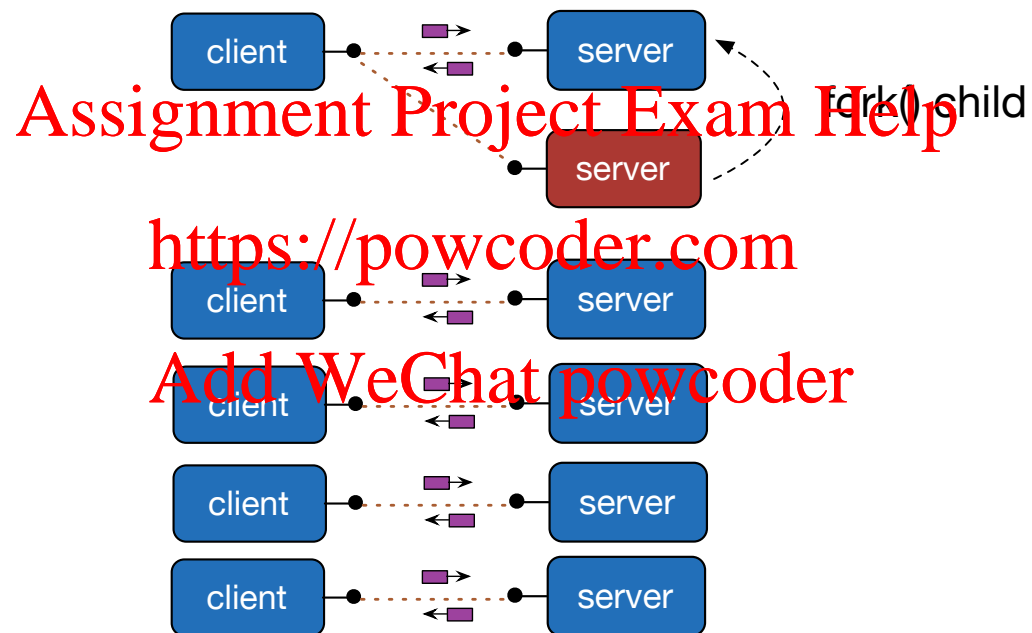 client server
fork() child
Assignment Project Exam Help
server
https://powcoder.com
client server
Add WeChat powcoder
client server
client server
client server